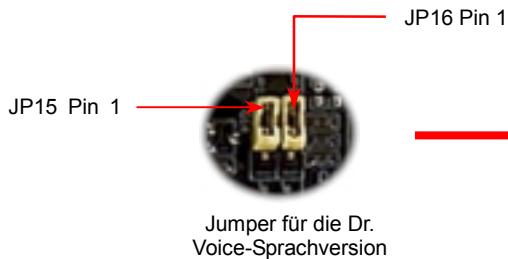 JP16 Pin 1
JP15 Pin 1
Jumper für die Dr.
Voice-Sprachversion